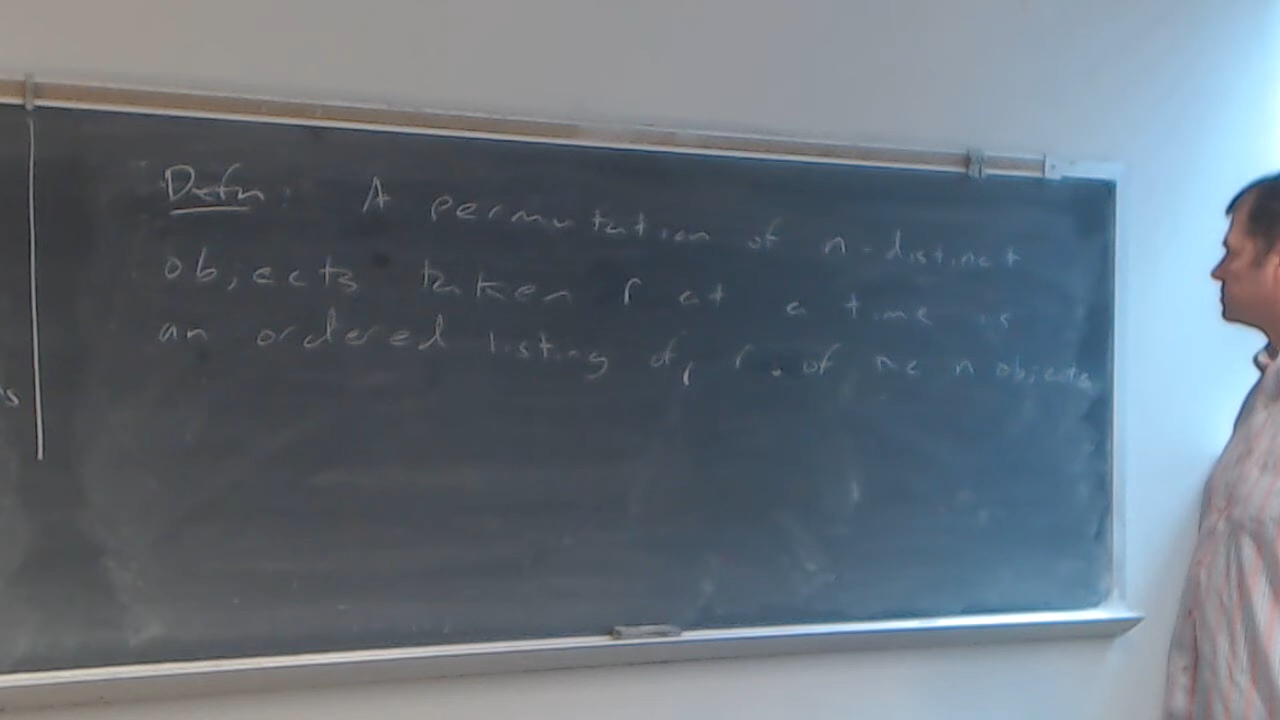 Defn: A permutation of n-distinct
objects taken r at a time is
an ordered listing of r of the n objects
s